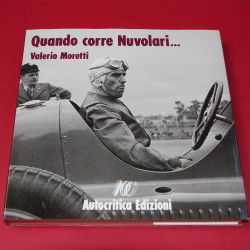 Quando corre Nuvolari...
Valerio Moretti
Autocritica Edizioni